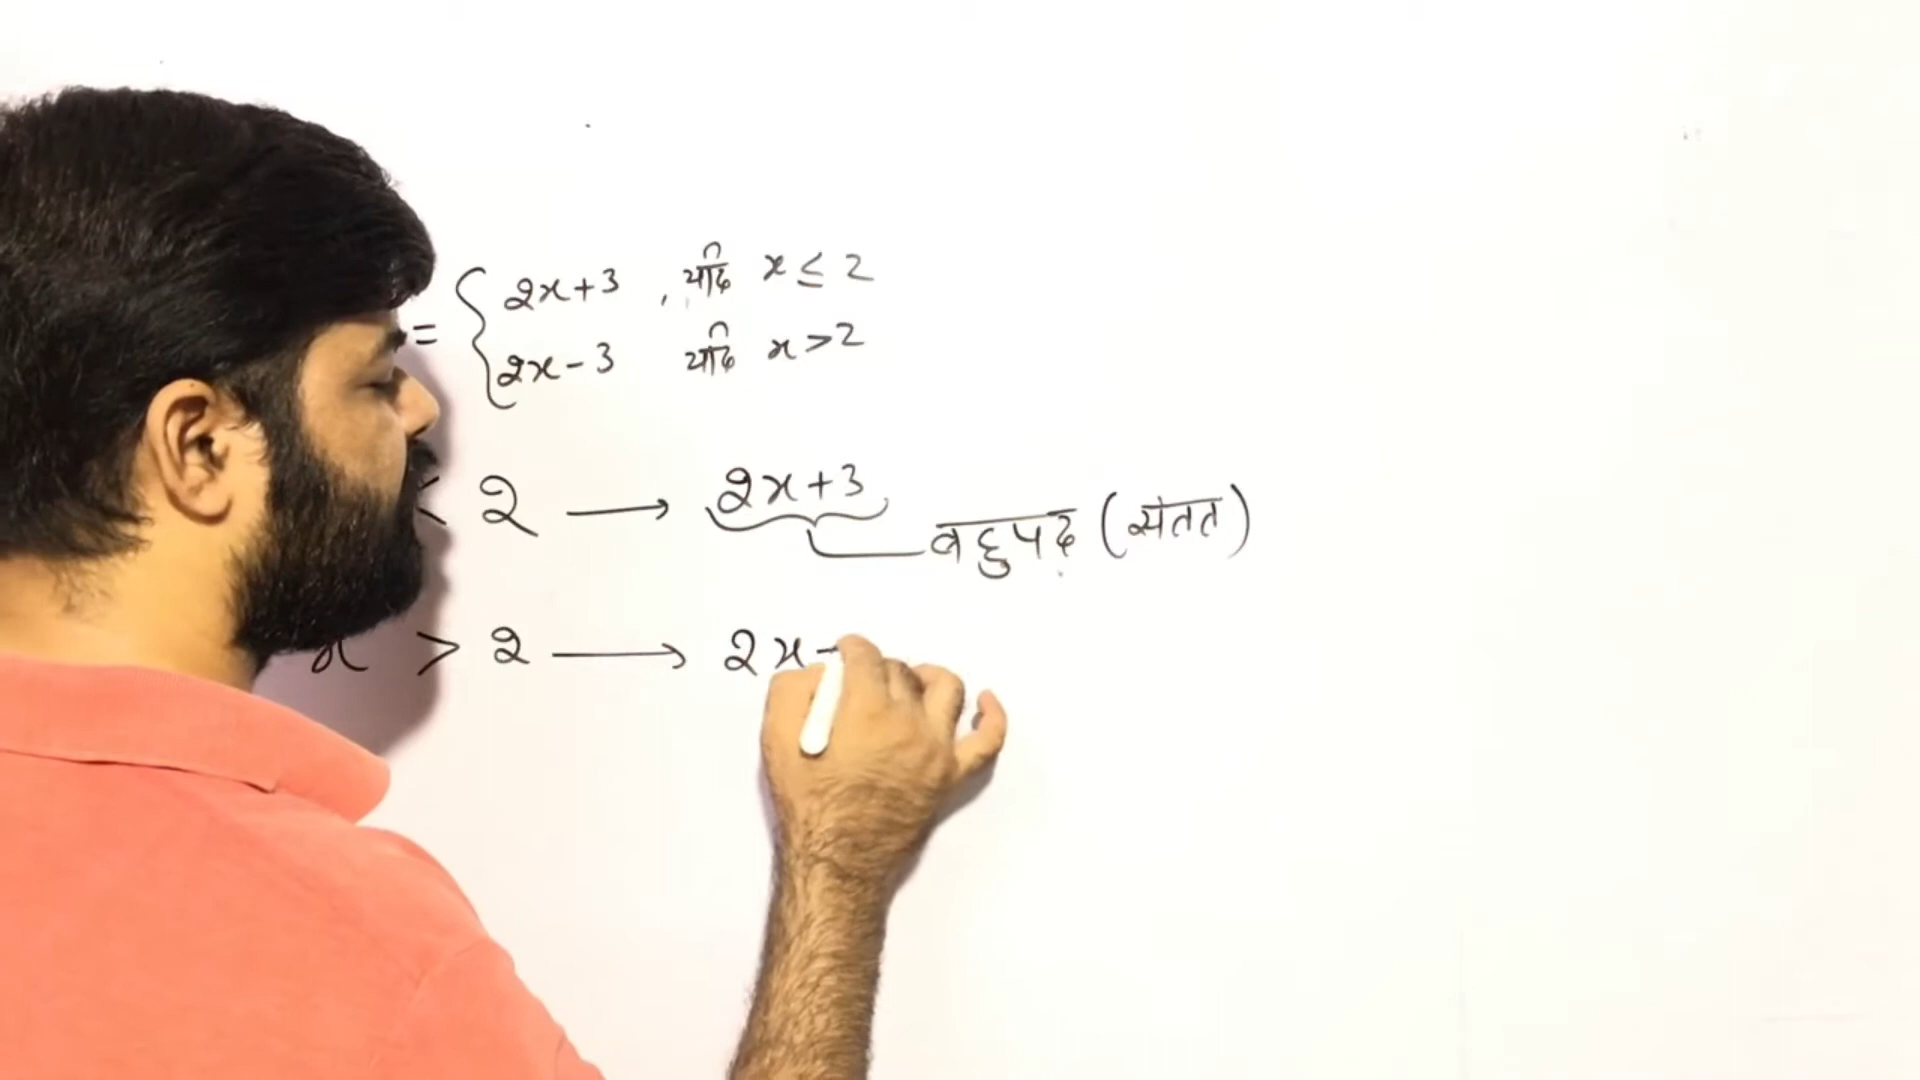 = { 2x+3 , यदि x ≤ 2
2x-3 यदि x > 2
< 2 → 2x+3
बहुपद (संतत)
x > 2 → 2x-